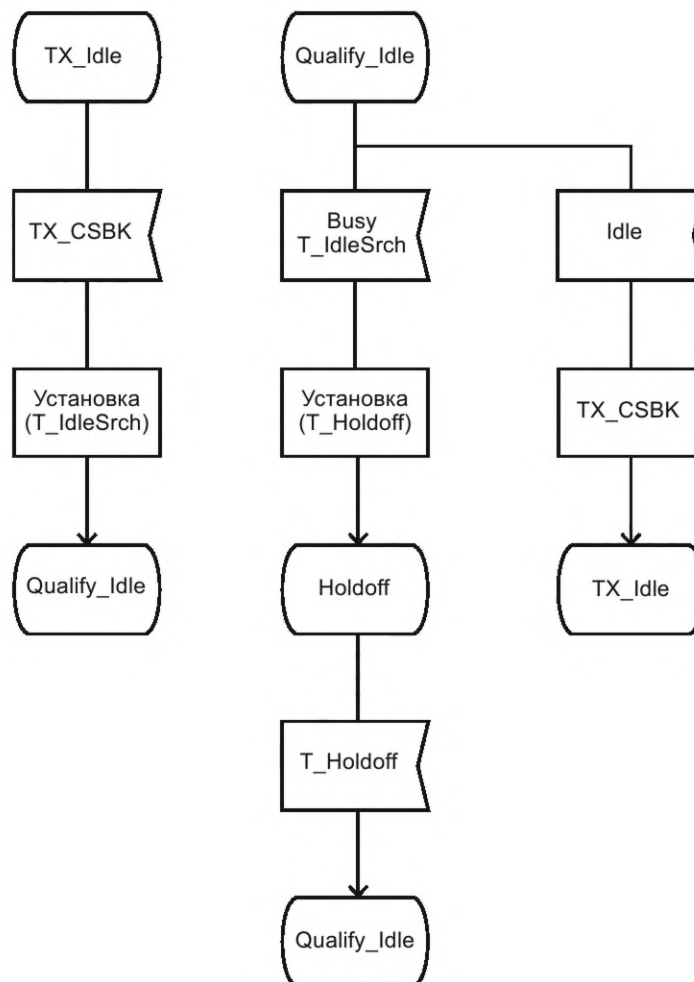 TX_Idle
TX_CSBK
Установка
(T_IdleSrch)
Qualify_Idle
Qualify_Idle
Busy
T_IdleSrch
Установка
(T_Holdoff)
Holdoff
T_Holdoff
Qualify_Idle
Idle
TX_CSBK
TX_Idle